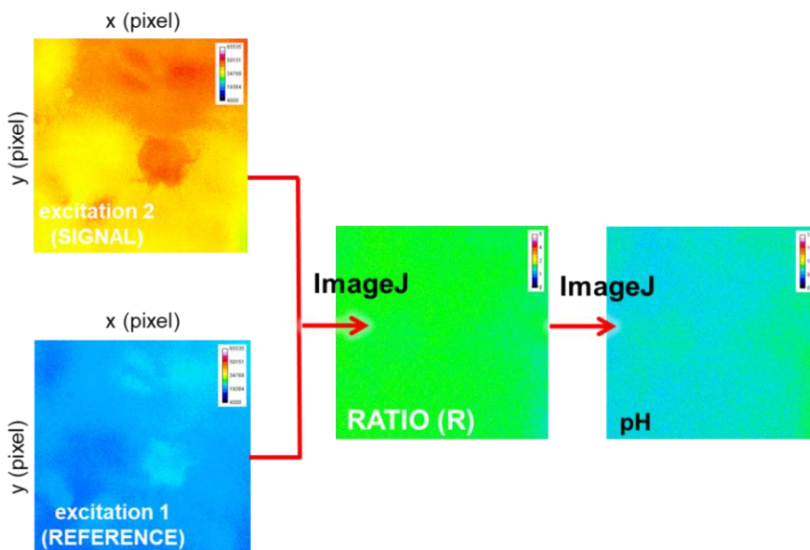 x (pixel)
y (pixel)
excitation 2
(SIGNAL)
x (pixel)
y (pixel)
excitation 1
(REFERENCE)
ImageJ
RATIO (R)
ImageJ
pH